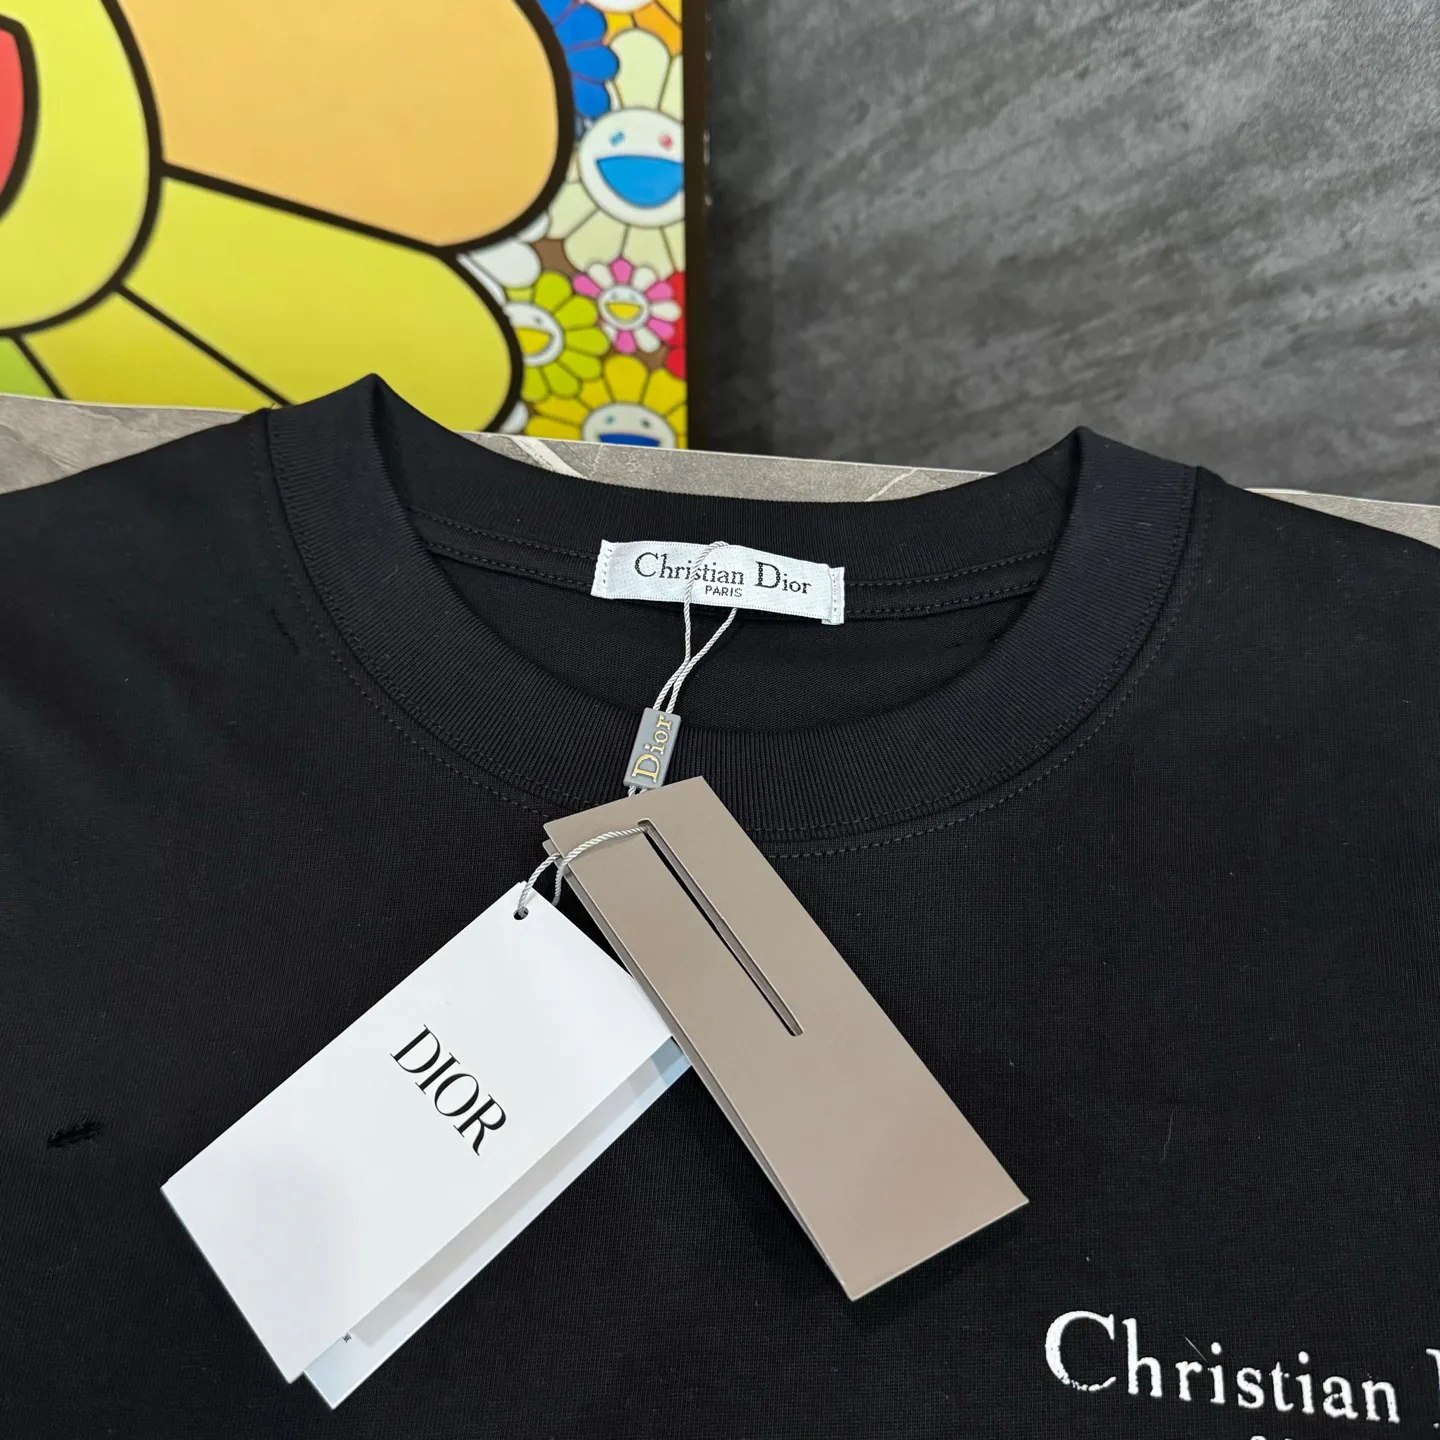 Christian Dior
PARIS
Dior
DIOR
Christian